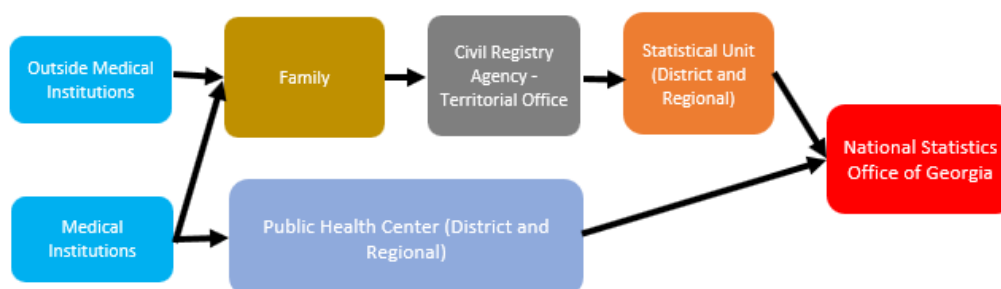 Outside Medical
Institutions
Family
Civil Registry
Agency -
Territorial Office
Statistical Unit
(District and
Regional)
National Statistics
Office of Georgia
Medical
Institutions
Public Health Center (District and
Regional)